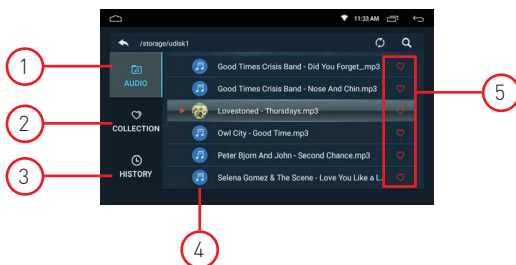 11:33 AM
/storage/udisk1
1
AUDIO
Good Times Crisis Band - Did You Forget_.mp3
Good Times Crisis Band - Nose And Chin.mp3
5
2
COLLECTION
Lovestoned - Thursdays.mp3
Owl City - Good Time.mp3
3
HISTORY
Peter Bjorn And John - Second Chance.mp3
Selena Gomez & The Scene - Love You Like a L...
4